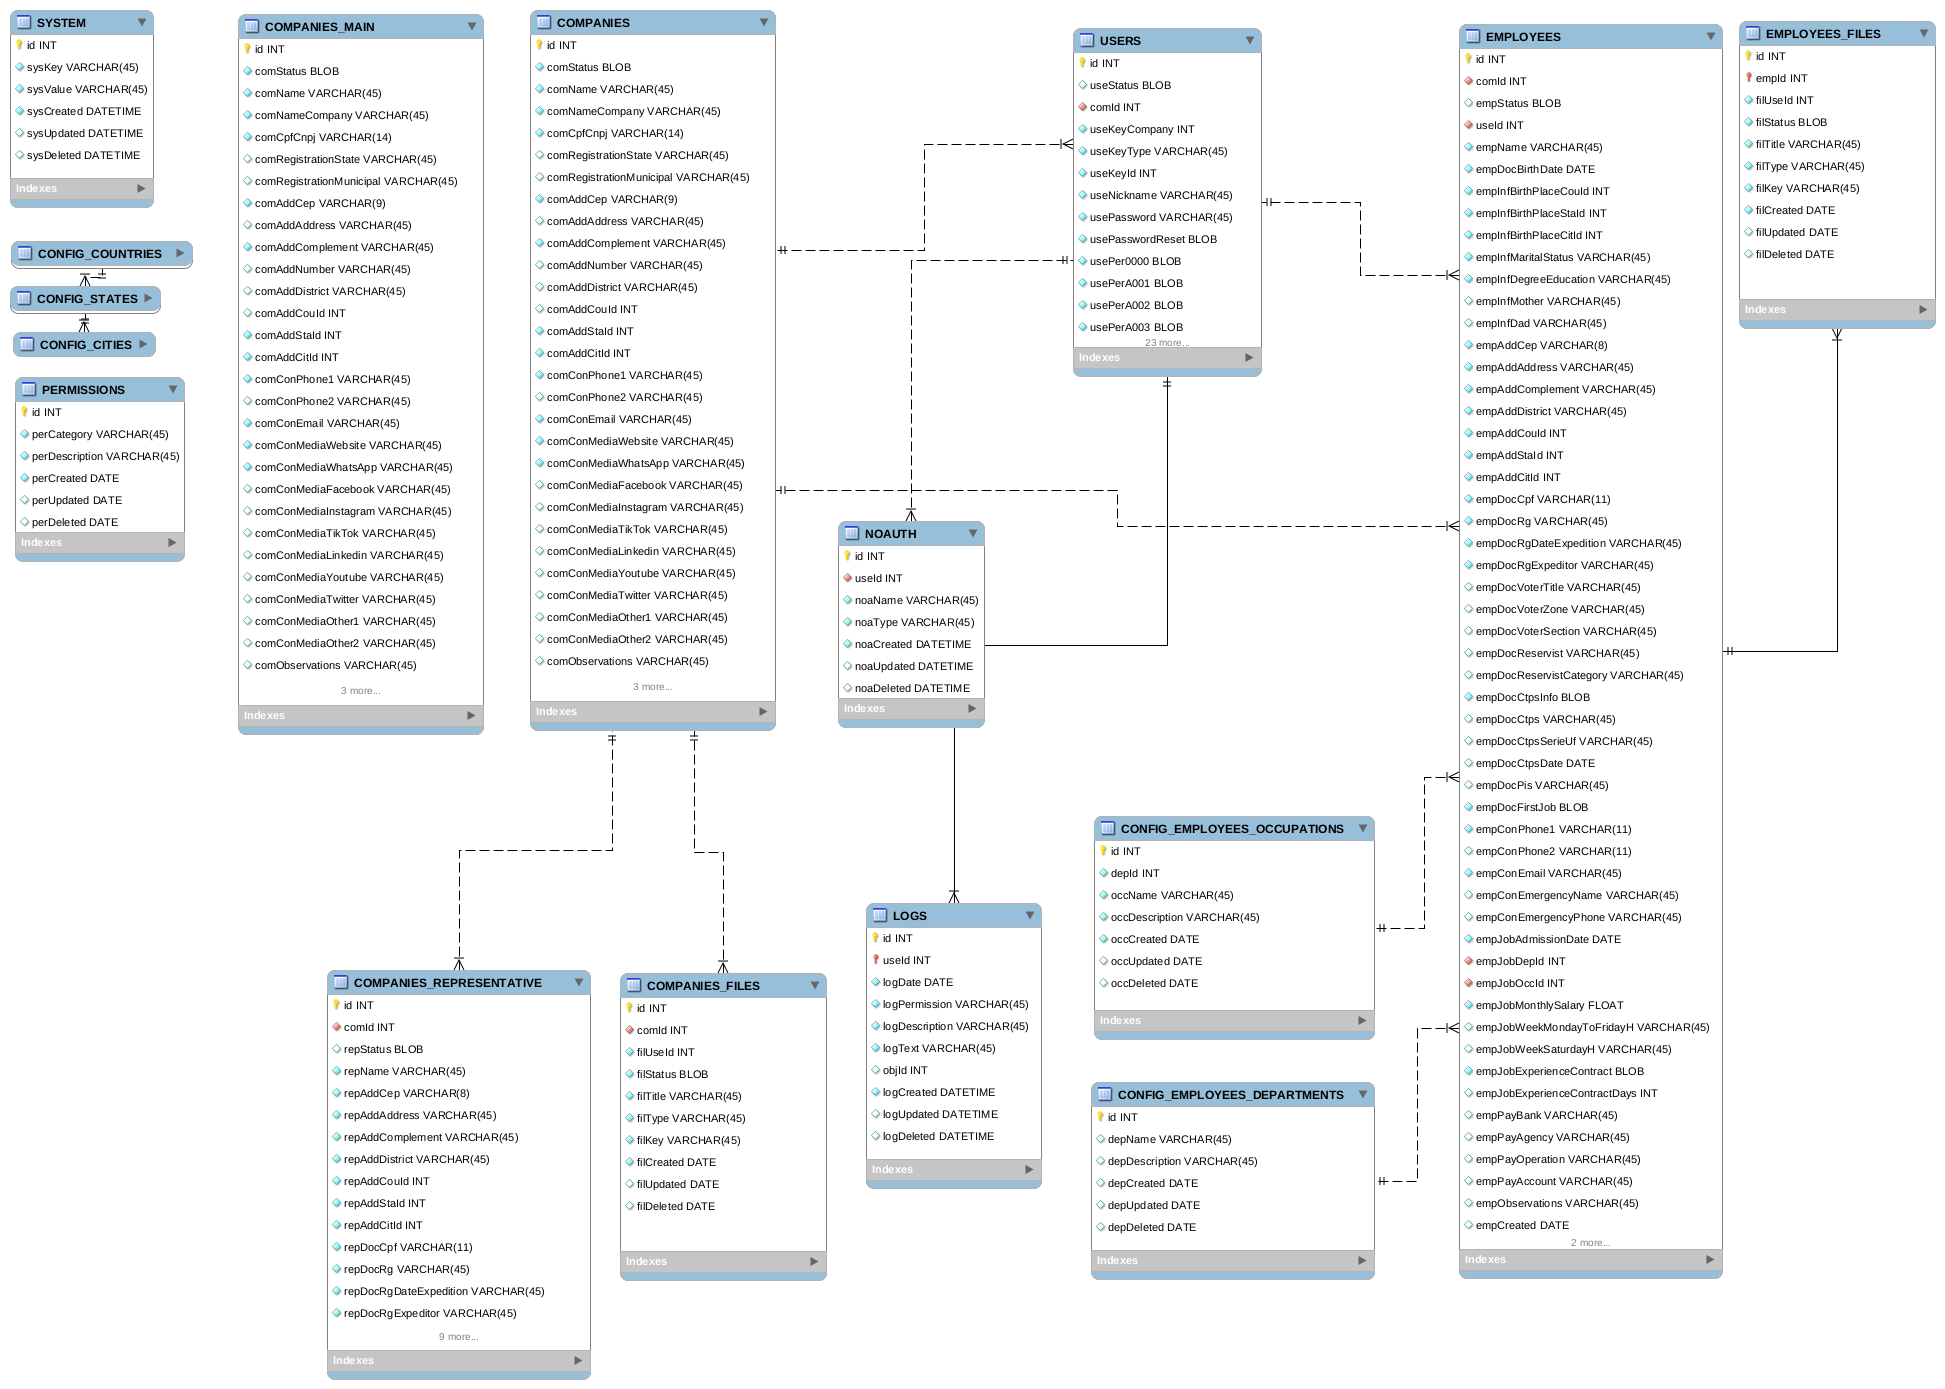 SYSTEM
id INT
sysKey VARCHAR(45)
sysValue VARCHAR(45)
sysCreated DATETIME
sysUpdated DATETIME
sysDeleted DATETIME
Indexes
CONFIG_COUNTRIES
CONFIG_STATES
CONFIG_CITIES
PERMISSIONS
id INT
perCategory VARCHAR(45)
perDescription VARCHAR(45)
perCreated DATE
perUpdated DATE
perDeleted DATE
Indexes
COMPANIES_MAIN
id INT
comStatus BLOB
comName VARCHAR(45)
comNameCompany VARCHAR(45)
comCpfCnpj VARCHAR(14)
comRegistrationState VARCHAR(45)
comRegistrationMunicipal VARCHAR(45)
comAddCep VARCHAR(9)
comAddAddress VARCHAR(45)
comAddComplement VARCHAR(45)
comAddNumber VARCHAR(45)
comAddDistrict VARCHAR(45)
comAddCouId INT
comAddStaId INT
comAddCitId INT
comConPhone1 VARCHAR(45)
comConPhone2 VARCHAR(45)
comConEmail VARCHAR(45)
comConMediaWebsite VARCHAR(45)
comConMediaWhatsApp VARCHAR(45)
comConMediaFacebook VARCHAR(45)
comConMediaInstagram VARCHAR(45)
comConMediaTikTok VARCHAR(45)
comConMediaLinkedin VARCHAR(45)
comConMediaYoutube VARCHAR(45)
comConMediaTwitter VARCHAR(45)
comConMediaOther1 VARCHAR(45)
comConMediaOther2 VARCHAR(45)
comObservations VARCHAR(45)
3 more...
Indexes
COMPANIES
id INT
comStatus BLOB
comName VARCHAR(45)
comNameCompany VARCHAR(45)
comCpfCnpj VARCHAR(14)
comRegistrationState VARCHAR(45)
comRegistrationMunicipal VARCHAR(45)
comAddCep VARCHAR(9)
comAddAddress VARCHAR(45)
comAddComplement VARCHAR(45)
comAddNumber VARCHAR(45)
comAddDistrict VARCHAR(45)
comAddCouId INT
comAddStaId INT
comAddCitId INT
comConPhone1 VARCHAR(45)
comConPhone2 VARCHAR(45)
comConEmail VARCHAR(45)
comConMediaWebsite VARCHAR(45)
comConMediaWhatsApp VARCHAR(45)
comConMediaFacebook VARCHAR(45)
comConMediaInstagram VARCHAR(45)
comConMediaTikTok VARCHAR(45)
comConMediaLinkedin VARCHAR(45)
comConMediaYoutube VARCHAR(45)
comConMediaTwitter VARCHAR(45)
comConMediaOther1 VARCHAR(45)
comConMediaOther2 VARCHAR(45)
comObservations VARCHAR(45)
3 more...
Indexes
USERS
id INT
useStatus BLOB
comId INT
useKeyCompany INT
useKeyType VARCHAR(45)
useKeyId INT
useNickname VARCHAR(45)
usePassword VARCHAR(45)
usePasswordReset BLOB
usePer0000 BLOB
usePerA001 BLOB
usePerA002 BLOB
usePerA003 BLOB
23 more...
Indexes
EMPLOYEES
id INT
comId INT
empStatus BLOB
useId INT
empName VARCHAR(45)
empDocBirthDate DATE
empInfBirthPlaceCouId INT
empInfBirthPlaceStaId INT
empInfBirthPlaceCitId INT
empInfMaritalStatus VARCHAR(45)
empInfDegreeEducation VARCHAR(45)
empInfMother VARCHAR(45)
empInfDad VARCHAR(45)
empAddCep VARCHAR(8)
empAddAddress VARCHAR(45)
empAddComplement VARCHAR(45)
empAddDistrict VARCHAR(45)
empAddCouId INT
empAddStaId INT
empAddCitId INT
empDocCpf VARCHAR(11)
empDocRg VARCHAR(45)
empDocRgDateExpedition VARCHAR(45)
empDocRgExpeditor VARCHAR(45)
empDocVoterTitle VARCHAR(45)
empDocVoterZone VARCHAR(45)
empDocVoterSection VARCHAR(45)
empDocReservist VARCHAR(45)
empDocReservistCategory VARCHAR(45)
empDocCtpsInfo BLOB
empDocCtps VARCHAR(45)
empDocCtpsSerieUf VARCHAR(45)
empDocCtpsDate DATE
empDocPis VARCHAR(45)
empDocFirstJob BLOB
empConPhone1 VARCHAR(11)
empConPhone2 VARCHAR(11)
empConEmail VARCHAR(45)
empConEmergencyName VARCHAR(45)
empConEmergencyPhone VARCHAR(45)
empJobAdmissionDate DATE
empJobDepId INT
empJobOccId INT
empJobMonthlySalary FLOAT
empJobWeekMondayToFridayH VARCHAR(45)
empJobWeekSaturdayH VARCHAR(45)
empJobExperienceContract BLOB
empJobExperienceContractDays INT
empPayBank VARCHAR(45)
empPayAgency VARCHAR(45)
empPayOperation VARCHAR(45)
empPayAccount VARCHAR(45)
empObservations VARCHAR(45)
empCreated DATE
2 more...
Indexes
EMPLOYEES_FILES
id INT
empId INT
filUseId INT
filStatus BLOB
filTitle VARCHAR(45)
filType VARCHAR(45)
filKey VARCHAR(45)
filCreated DATE
filUpdated DATE
filDeleted DATE
Indexes
NOAUTH
id INT
useId INT
noaName VARCHAR(45)
noaType VARCHAR(45)
noaCreated DATETIME
noaUpdated DATETIME
noaDeleted DATETIME
Indexes
CONFIG_EMPLOYEES_OCCUPATIONS
id INT
depId INT
occName VARCHAR(45)
occDescription VARCHAR(45)
occCreated DATE
occUpdated DATE
occDeleted DATE
Indexes
LOGS
id INT
useId INT
logDate DATE
logPermission VARCHAR(45)
logDescription VARCHAR(45)
logText VARCHAR(45)
objId INT
logCreated DATETIME
logUpdated DATETIME
logDeleted DATETIME
Indexes
COMPANIES_REPRESENTATIVE
id INT
comId INT
repStatus BLOB
repName VARCHAR(45)
repAddCep VARCHAR(8)
repAddAddress VARCHAR(45)
repAddComplement VARCHAR(45)
repAddDistrict VARCHAR(45)
repAddCouId INT
repAddStaId INT
repAddCitId INT
repDocCpf VARCHAR(11)
repDocRg VARCHAR(45)
repDocRgDateExpedition VARCHAR(45)
repDocRgExpeditor VARCHAR(45)
9 more...
Indexes
COMPANIES_FILES
id INT
comId INT
filUseId INT
filStatus BLOB
filTitle VARCHAR(45)
filType VARCHAR(45)
filKey VARCHAR(45)
filCreated DATE
filUpdated DATE
filDeleted DATE
Indexes
CONFIG_EMPLOYEES_DEPARTMENTS
id INT
depName VARCHAR(45)
depDescription VARCHAR(45)
depCreated DATE
depUpdated DATE
depDeleted DATE
Indexes